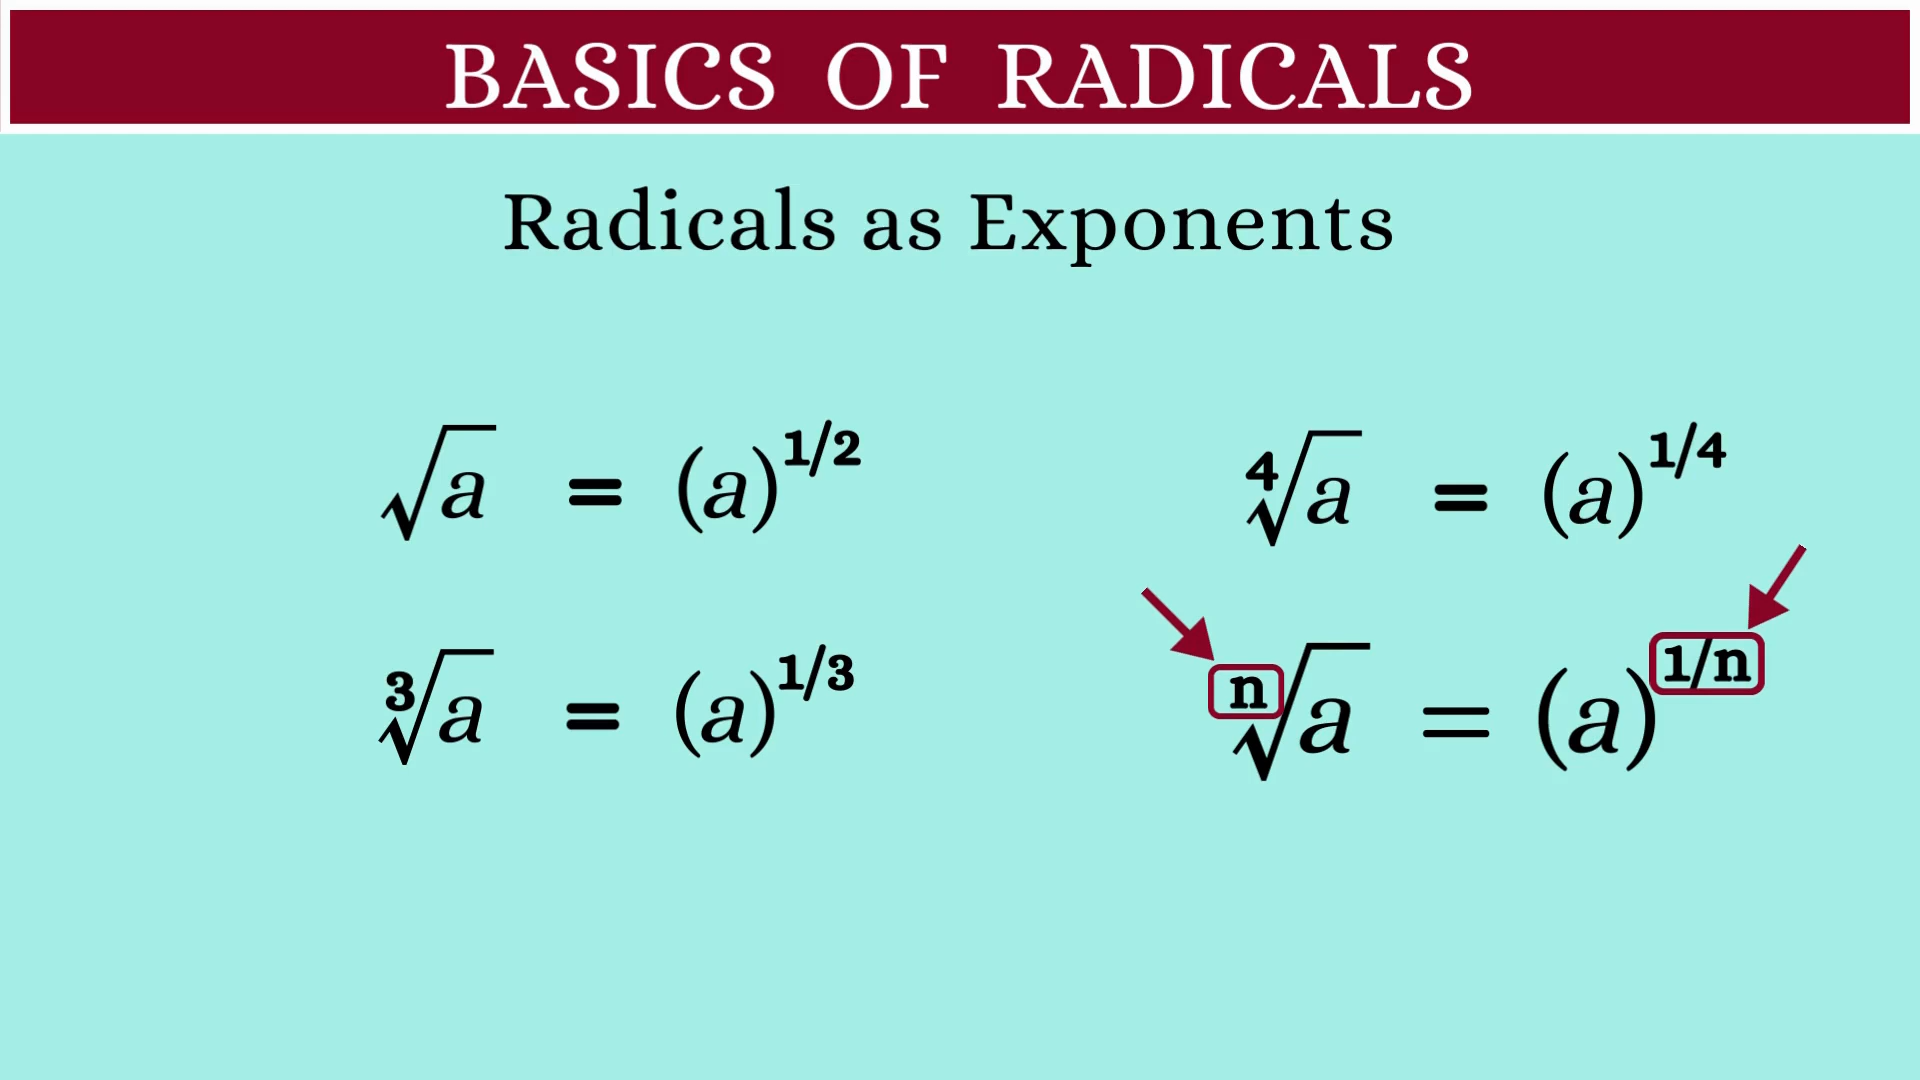 BASICS OF RADICALS
Radicals as Exponents
√a = (a)^1/2
∜a = (a)^1/4
∛a = (a)^1/3
ⁿ√a = (a)^1/n